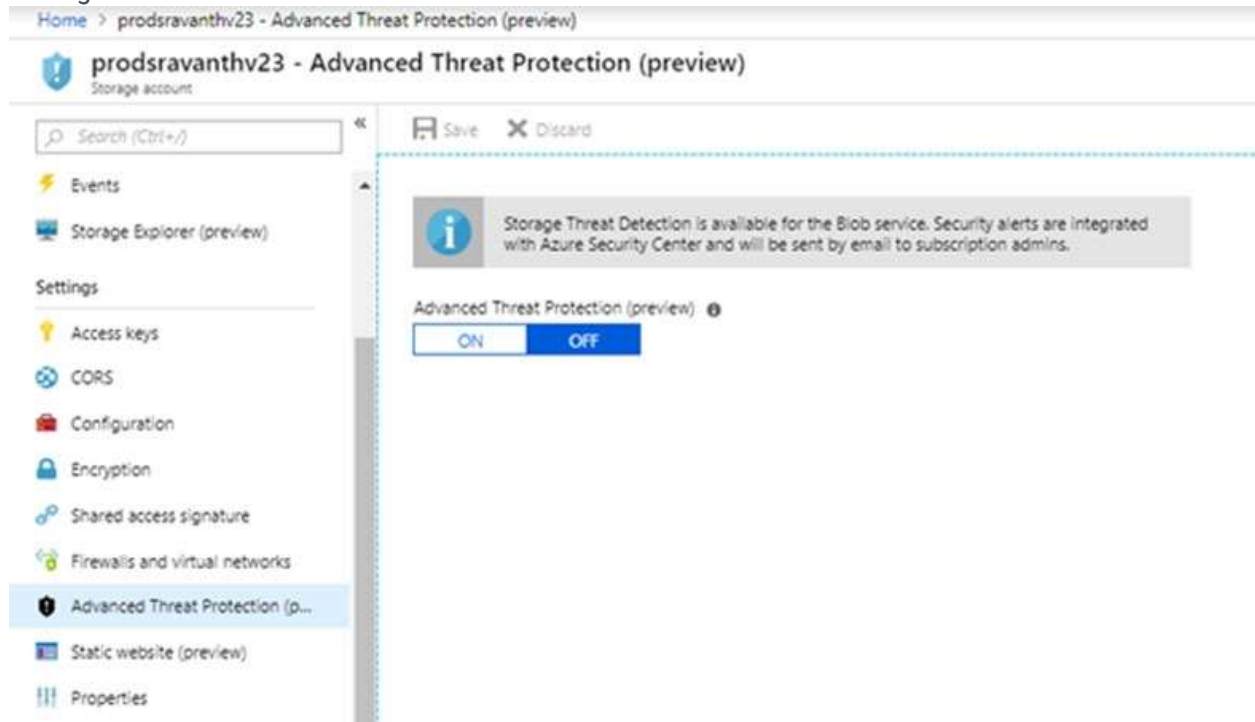 Home > prodsravanthv23 - Advanced Threat Protection (preview)
prodsravanthv23 - Advanced Threat Protection (preview)
Storage account
Search (Ctrl+/)
«
Save
Discard
Events
Storage Explorer (preview)
Settings
Access keys
CORS
Configuration
Encryption
Shared access signature
Firewalls and virtual networks
Advanced Threat Protection (p...
Static website (preview)
Properties
Storage Threat Detection is available for the Blob service. Security alerts are integrated
with Azure Security Center and will be sent by email to subscription admins.
Advanced Threat Protection (preview)
ON
OFF